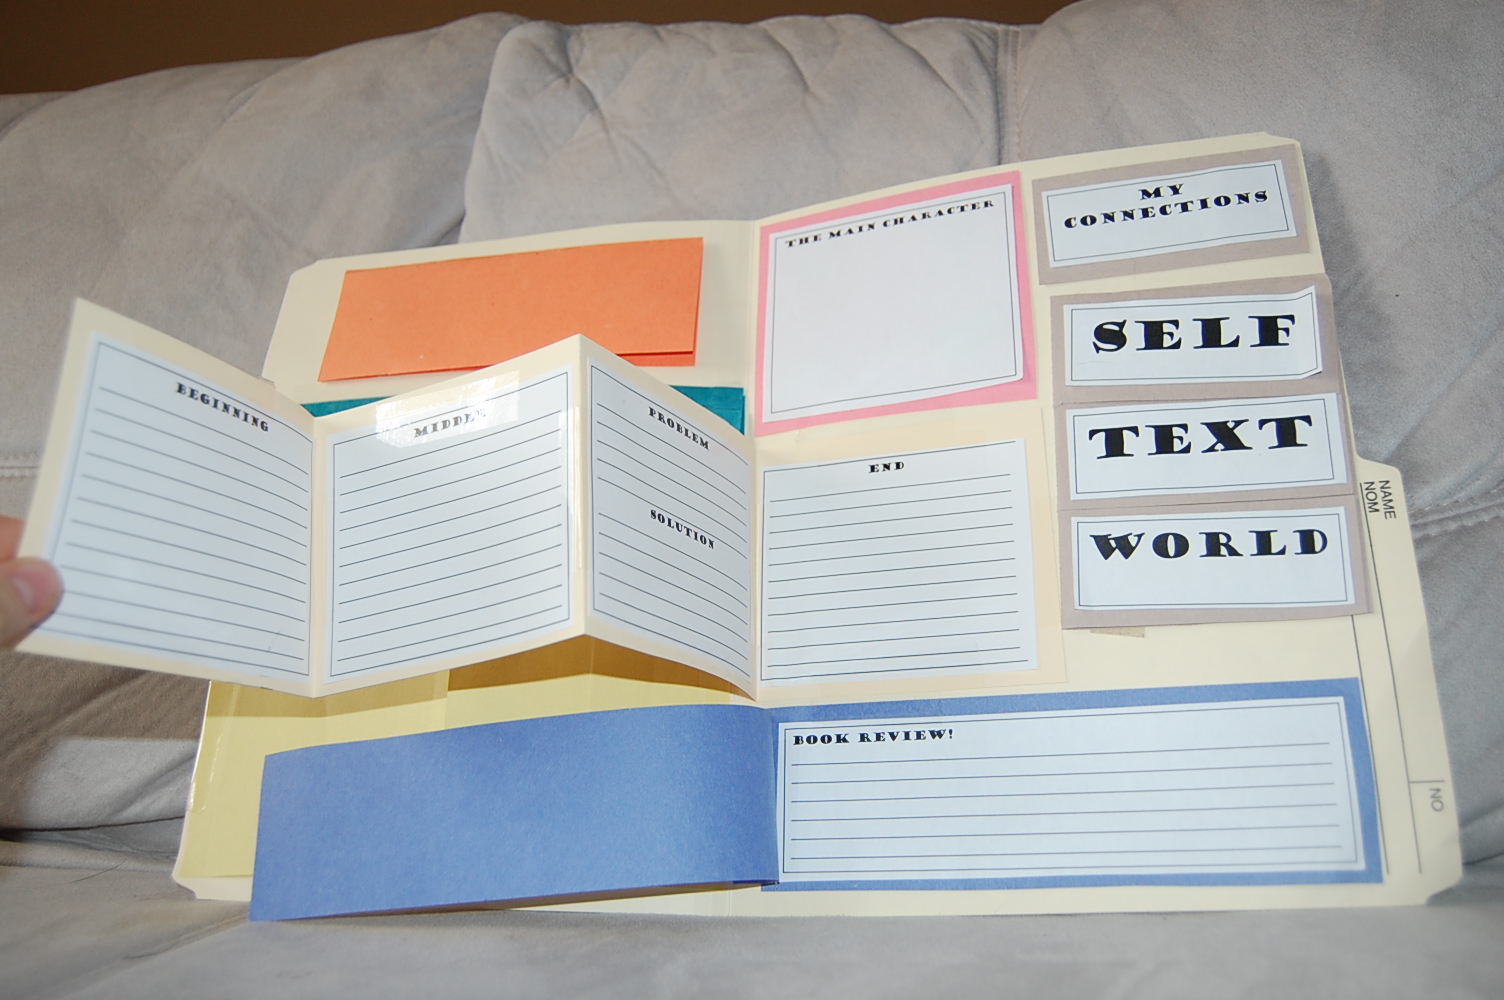 BEGINNING
MIDDLE
PROBLEM
SOLUTION
END
THE MAIN CHARACTER
MY
CONNECTIONS
SELF
TEXT
WORLD
BOOK REVIEW!
NAME
NOM
NO